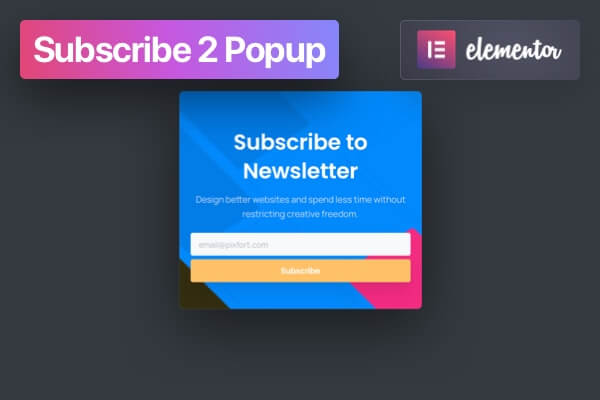 Subscribe 2 Popup
elementor
Subscribe to
Newsletter
Design better websites and spend less time without
restricting creative freedom.
email@pixfort.com
Subscribe